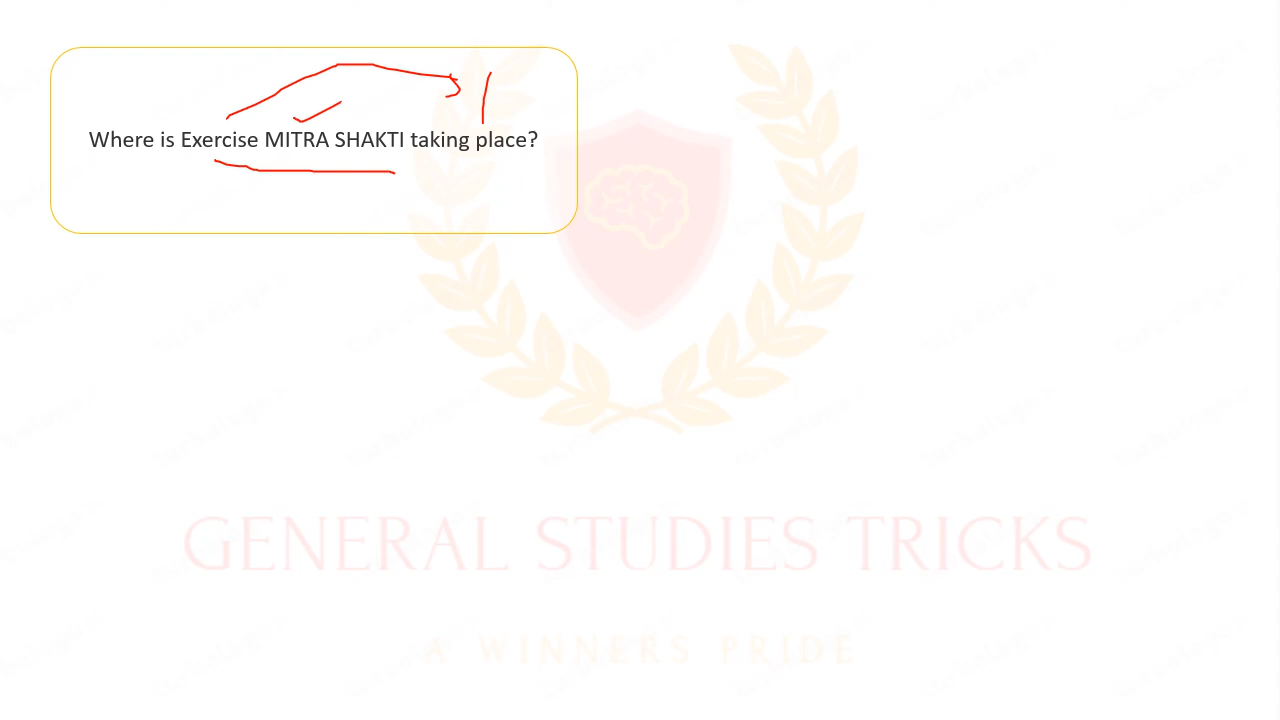 Where is Exercise MITRA SHAKTI taking place?
GENERAL STUDIES TRICKS
A WINNERS PRIDE